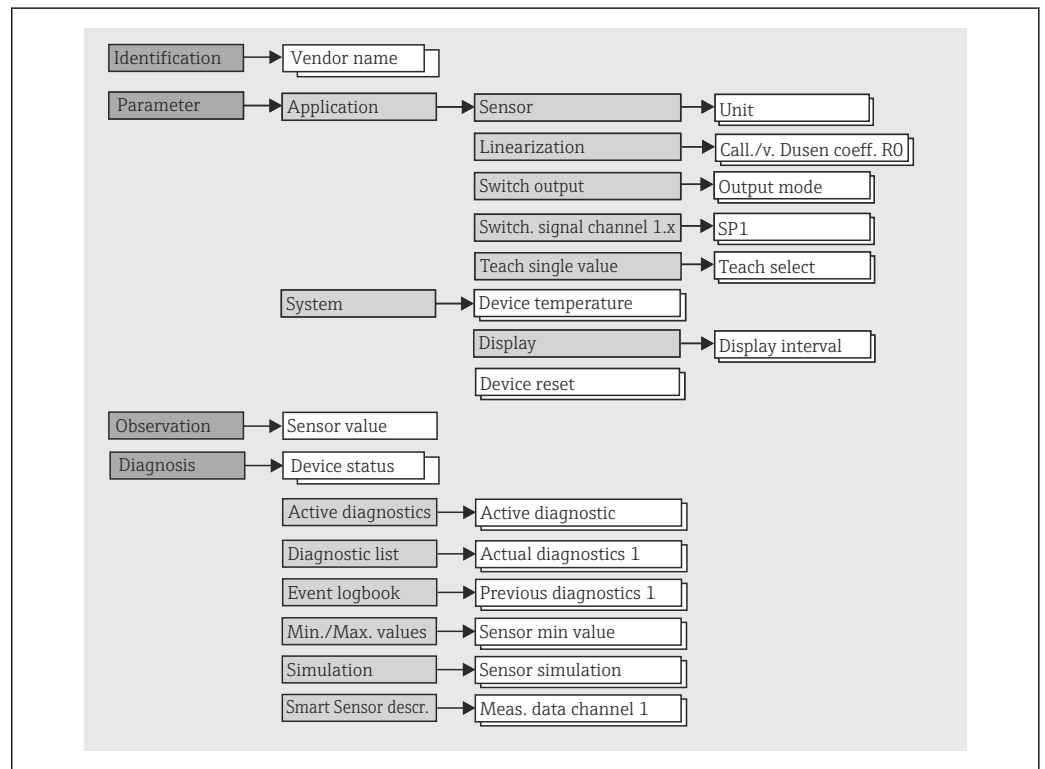 Identification Vendor name
Parameter Application Sensor Unit
Linearization Call./v. Dusen coeff. R0
Switch output Output mode
Switch. signal channel 1.x SP1
Teach single value Teach select
System Device temperature
Display Display interval
Device reset
Observation Sensor value
Diagnosis Device status
Active diagnostics Active diagnostic
Diagnostic list Actual diagnostics 1
Event logbook Previous diagnostics 1
Min./Max. values Sensor min value
Simulation Sensor simulation
Smart Sensor descr. Meas. data channel 1